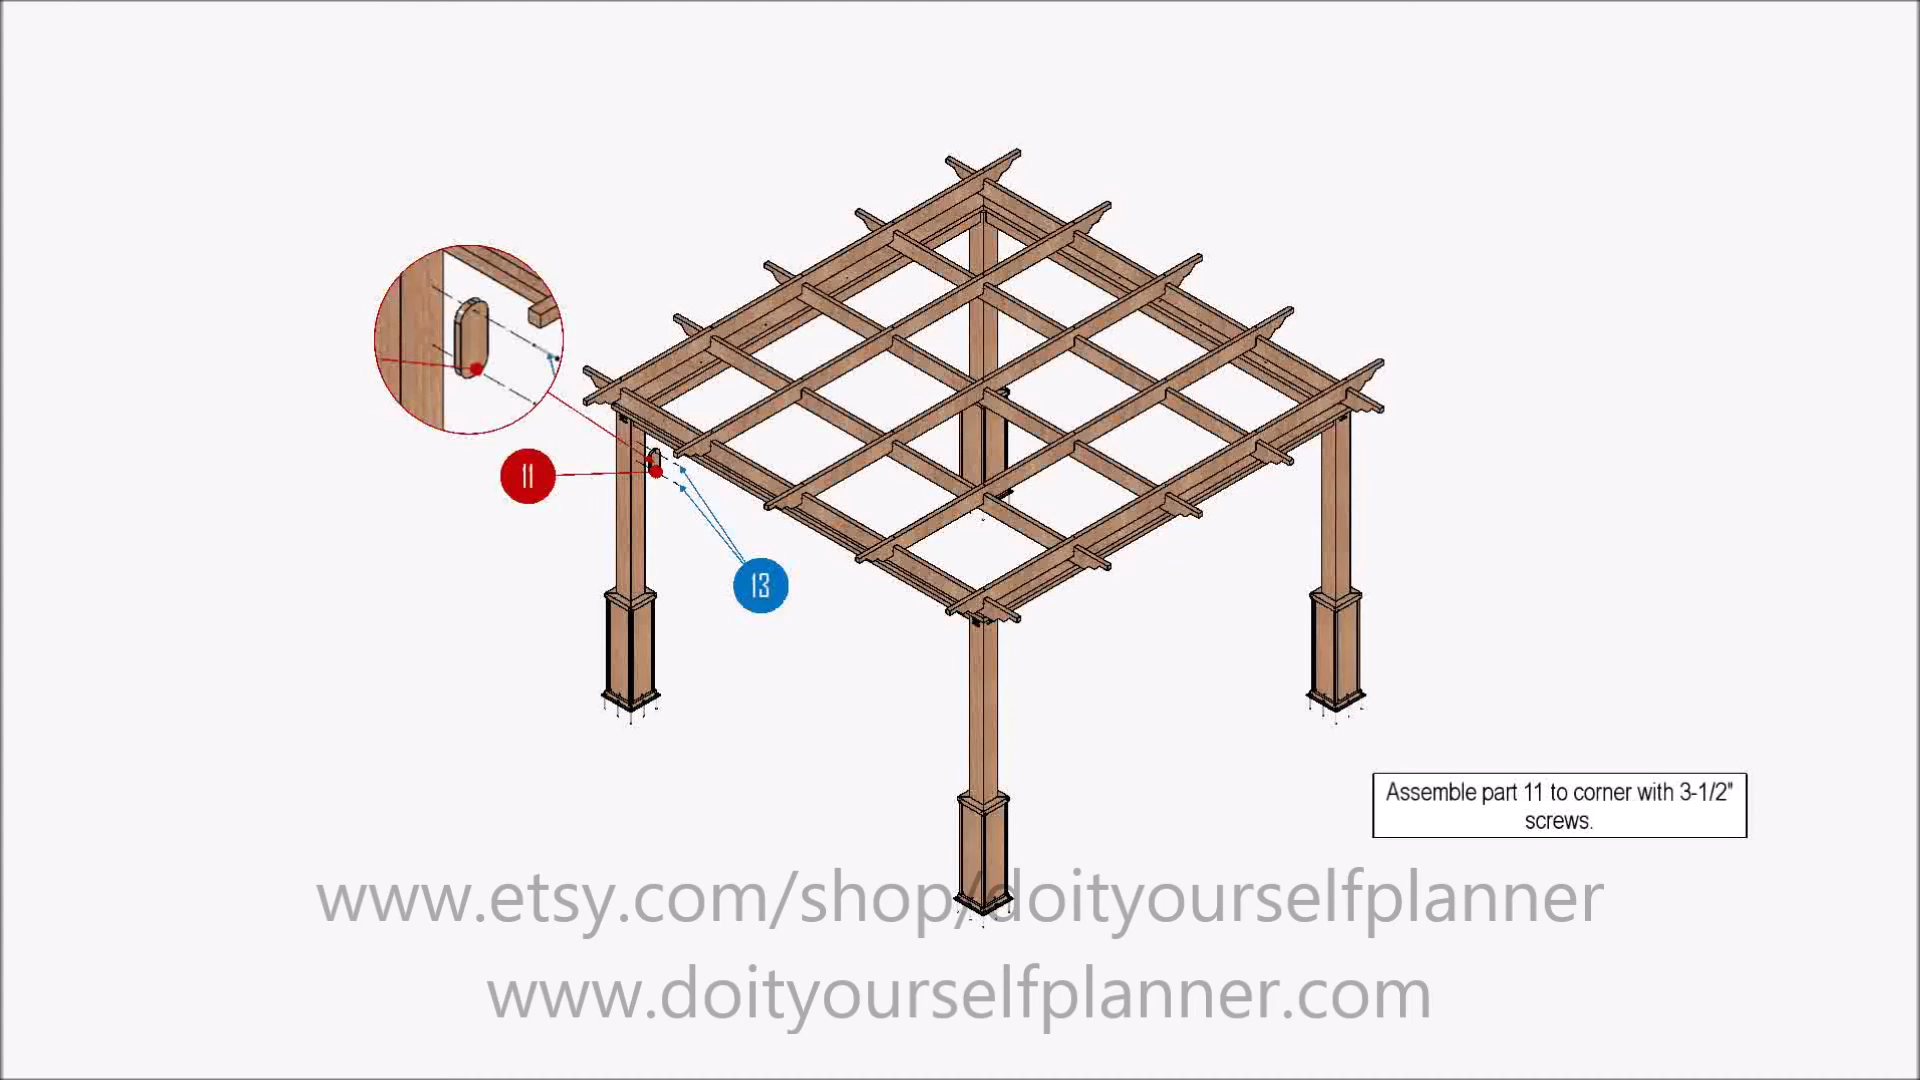 11
13
Assemble part 11 to corner with 3-1/2"
screws.
www.etsy.com/shop/doityourselfplanner
www.doityourselfplanner.com